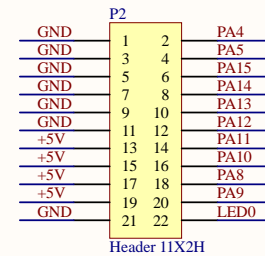 P2
GND 1 2 PA4
GND 3 4 PA5
GND 5 6 PA15
GND 7 8 PA14
GND 9 10 PA13
GND 11 12 PA12
+5V 13 14 PA11
+5V 15 16 PA10
+5V 17 18 PA8
+5V 19 20 PA9
GND 21 22 LED0
Header 11X2H